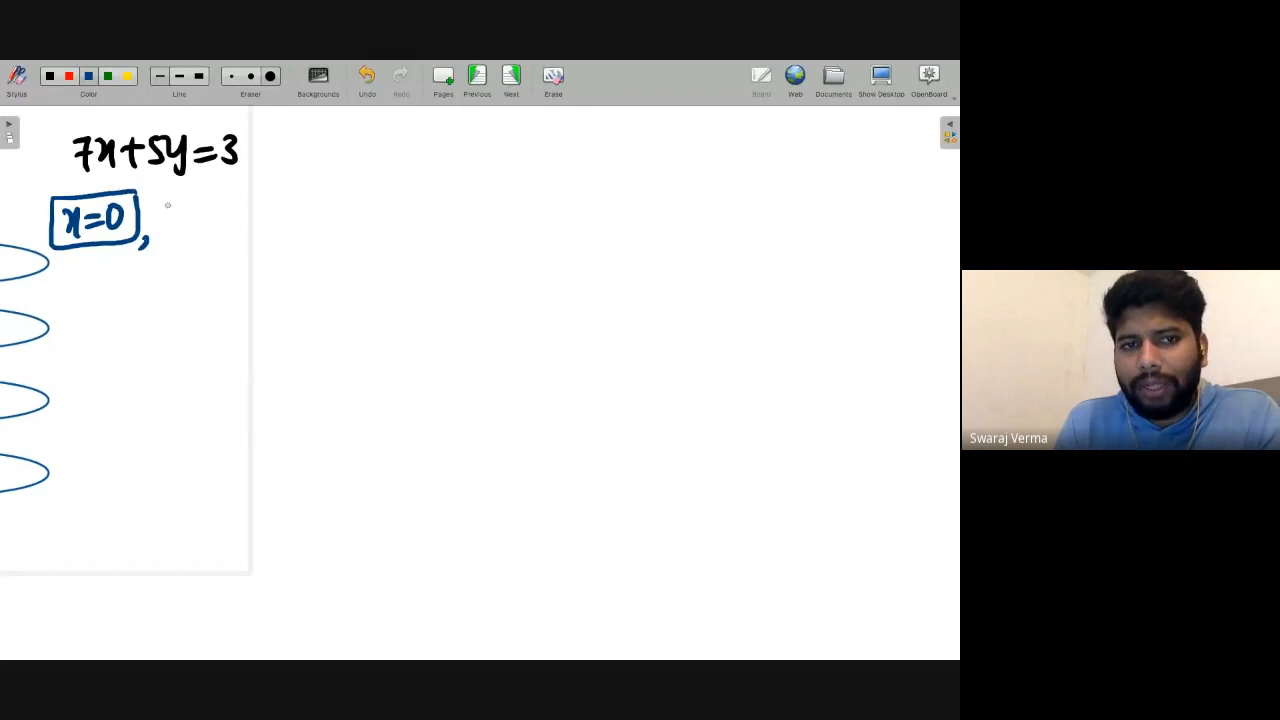 Stylus Color Line Eraser Backgrounds Undo Redo Pages Previous Next Erase Board Web Documents Show Desktop OpenBoard
7x+5y=3
x=0,
Swaraj Verma